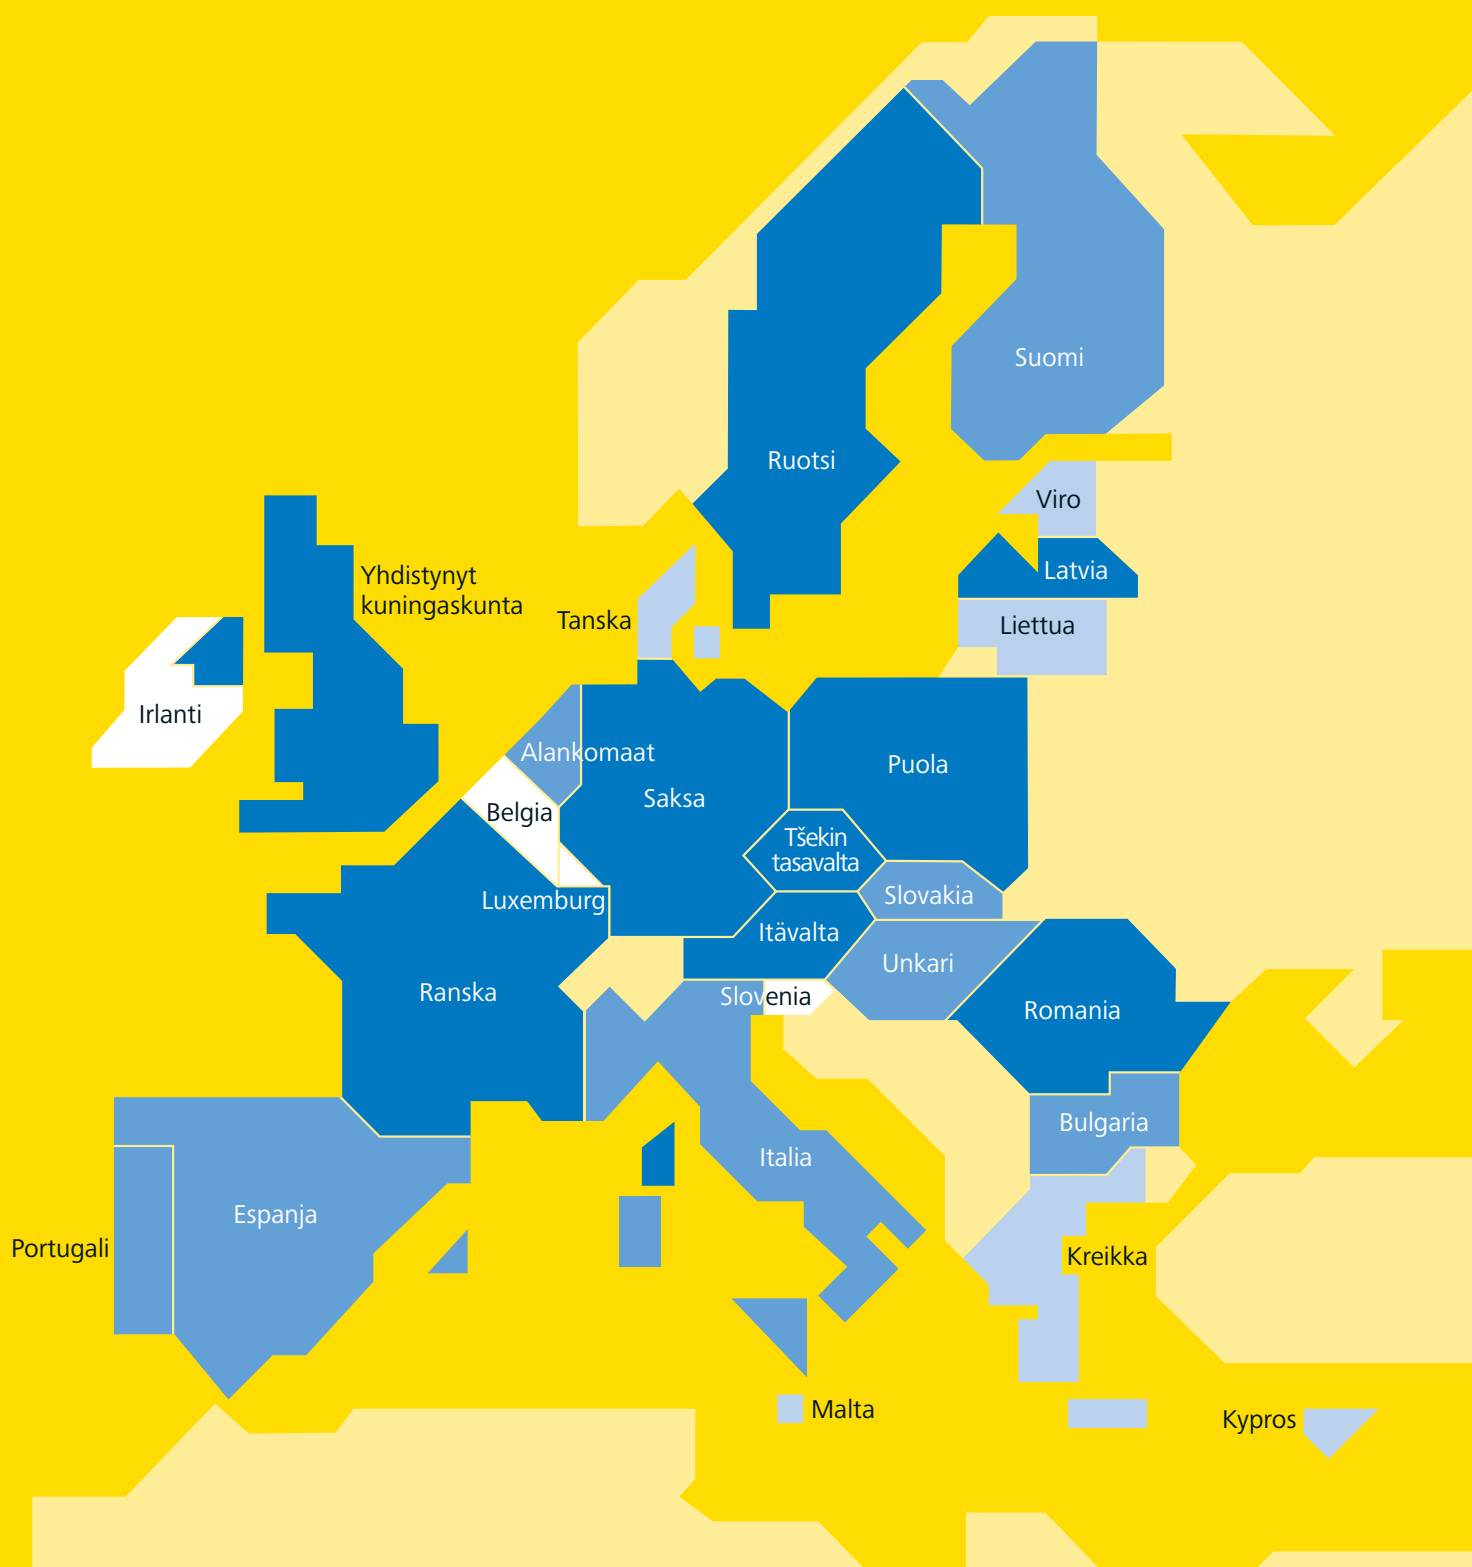 Suomi
Ruotsi
Viro
Latvia
Liettua
Yhdistynyt
kuningaskunta
Tanska
Irlanti
Alankomaat
Puola
Saksa
Belgia
Tšekin
tasavalta
Slovakia
Luxemburg
Itävalta
Unkari
Ranska
Slovenia
Romania
Bulgaria
Italia
Espanja
Portugali
Kreikka
Malta
Kypros